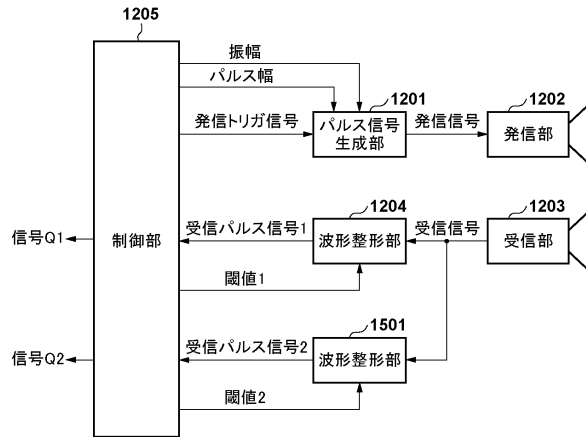 1205
振幅
パルス幅
1201
1202
発信トリガ信号
パルス信号
生成部
発信信号
発信部
1204
1203
信号Q1
制御部
受信パルス信号1
波形整形部
受信信号
受信部
閾値1
1501
信号Q2
受信パルス信号2
波形整形部
閾値2